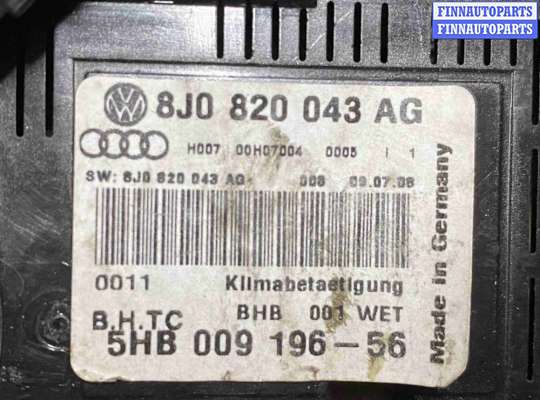 FINNAUTOPARTS
FINNAUTOPARTS
FINNAUTOPARTS
8J0 820 043 AG
H007 00H07004 0005 I 1
SW: 8J0 820 043 AG 008 09.07.08
0011 Klimabetaetigung
B.H.TC BHB 001 WET
5HB 009 196-56
Made in Germany